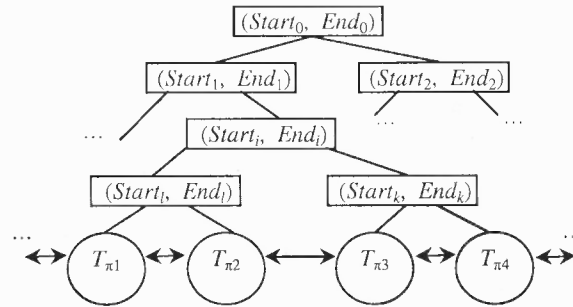 (Start₀, End₀)
(Start₁, End₁) (Start₂, End₂)
... ... ...
(Startᵢ, Endᵢ)
(Startₗ, Endₗ) (Startₖ, Endₖ)
... ...
Tπ1 Tπ2 Tπ3 Tπ4